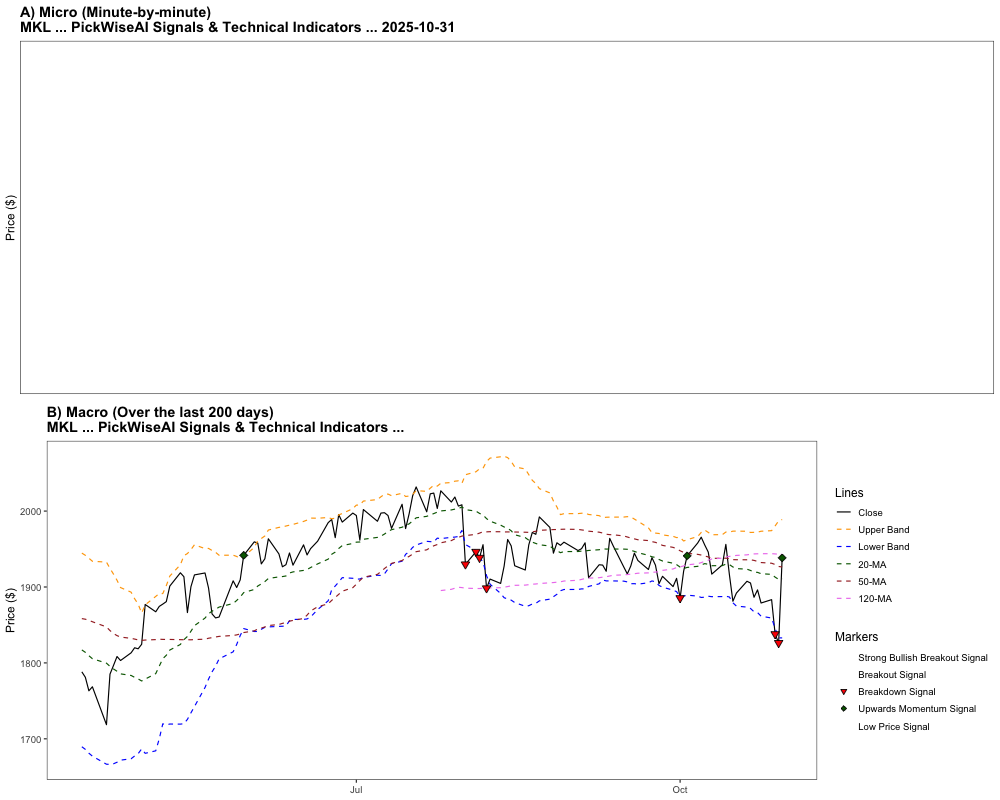 A) Micro (Minute-by-minute)
MKL ... PickWiseAI Signals & Technical Indicators ... 2025-10-31
Price ($)
B) Macro (Over the last 200 days)
MKL ... PickWiseAI Signals & Technical Indicators ...
Price ($)
2000
1900
1800
1700
Jul
Oct
Lines
Close
Upper Band
Lower Band
20-MA
50-MA
120-MA
Markers
Strong Bullish Breakout Signal
Breakout Signal
Breakdown Signal
Upwards Momentum Signal
Low Price Signal